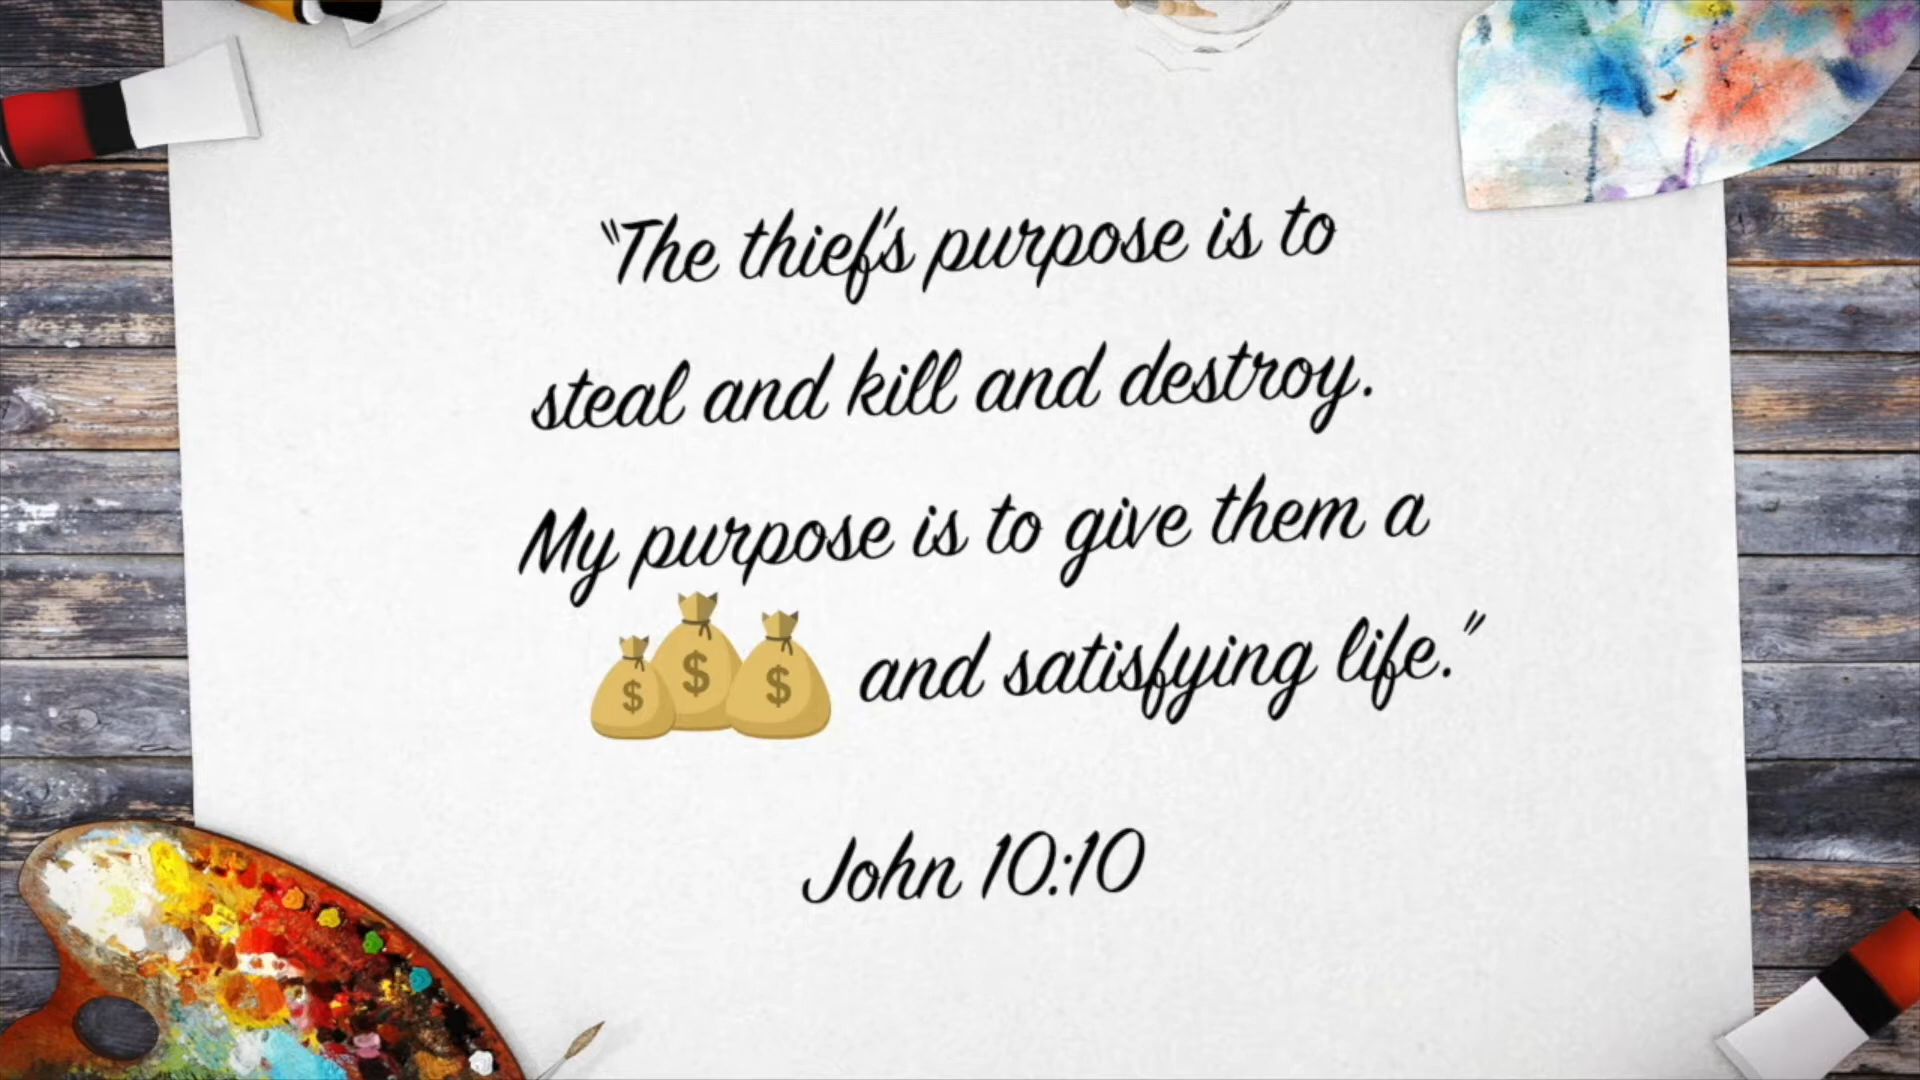 "The thief's purpose is to
steal and kill and destroy.
My purpose is to give them a
💰💰💰 and satisfying life."
John 10:10